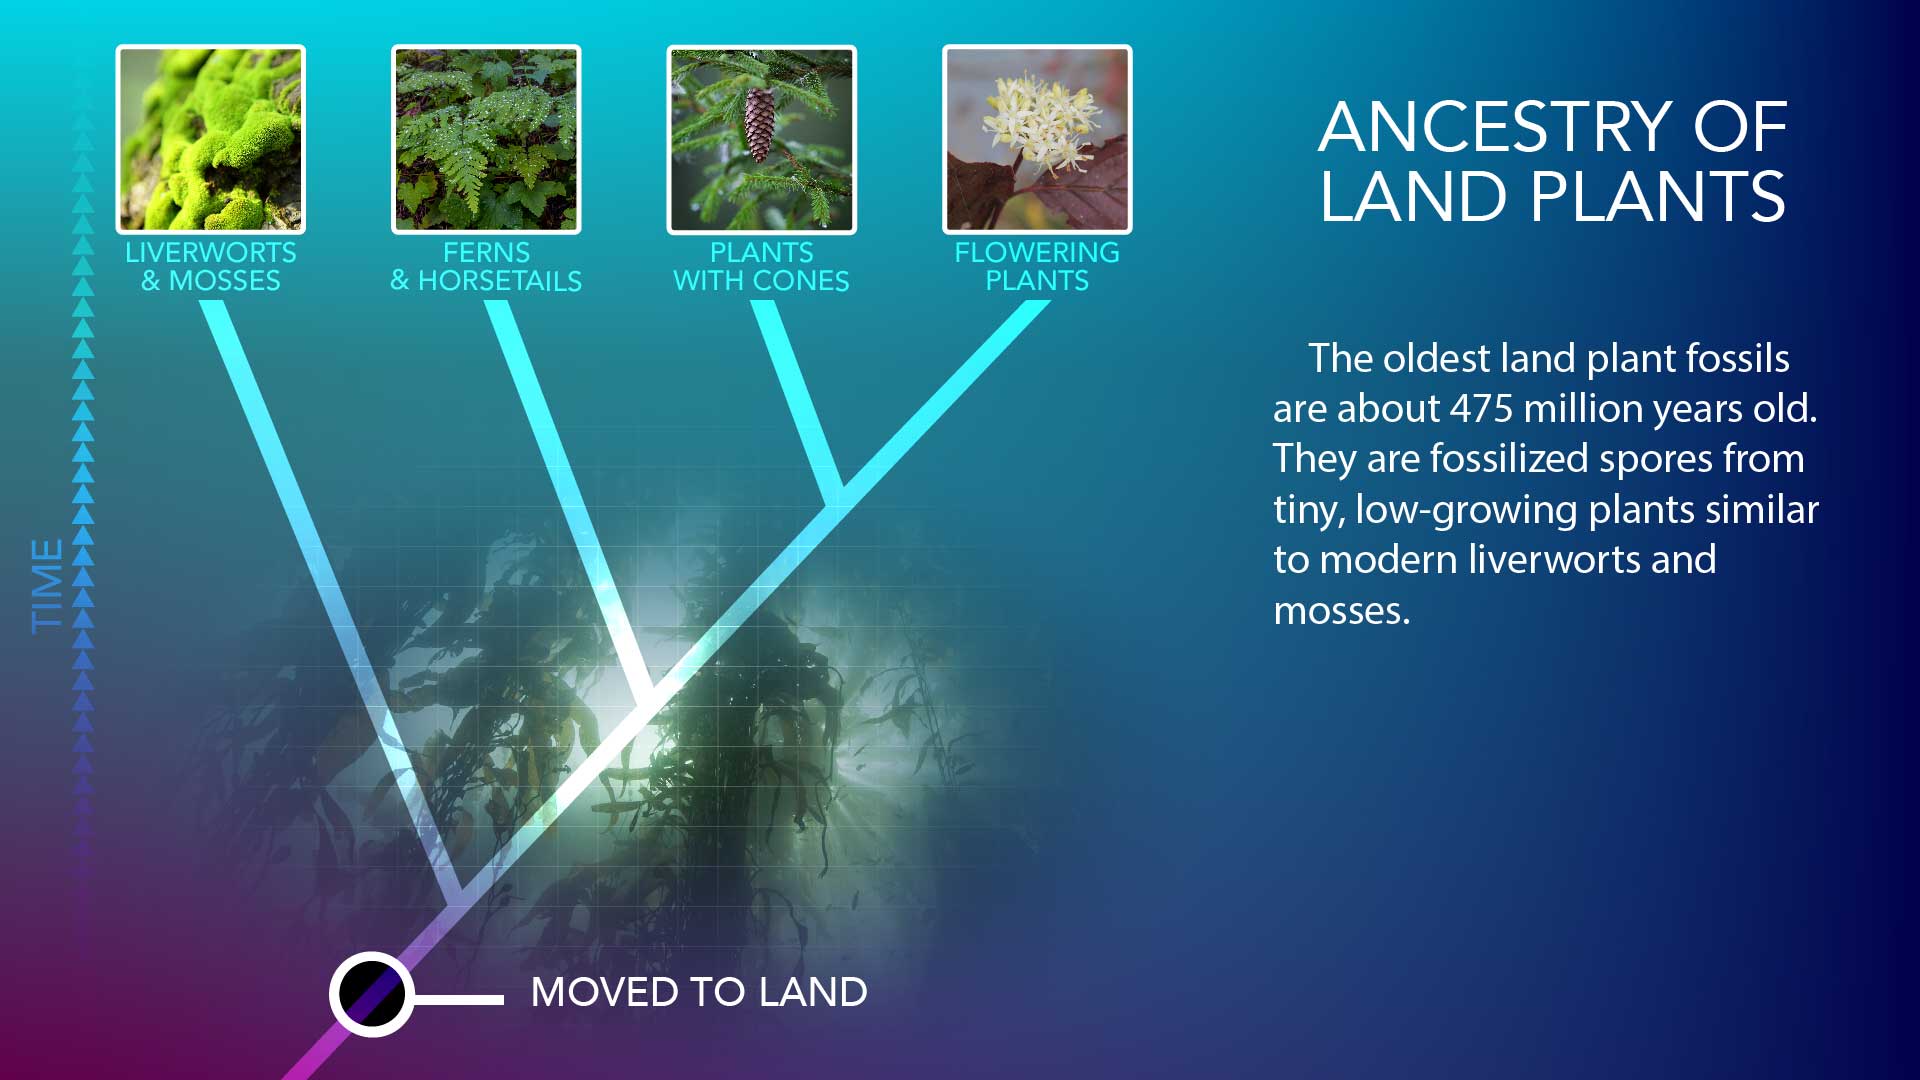 ANCESTRY OF
LAND PLANTS
LIVERWORTS
& MOSSES
FERNS
& HORSETAILS
PLANTS
WITH CONES
FLOWERING
PLANTS
The oldest land plant fossils
are about 475 million years old.
They are fossilized spores from
tiny, low-growing plants similar
to modern liverworts and
mosses.
TIME
MOVED TO LAND